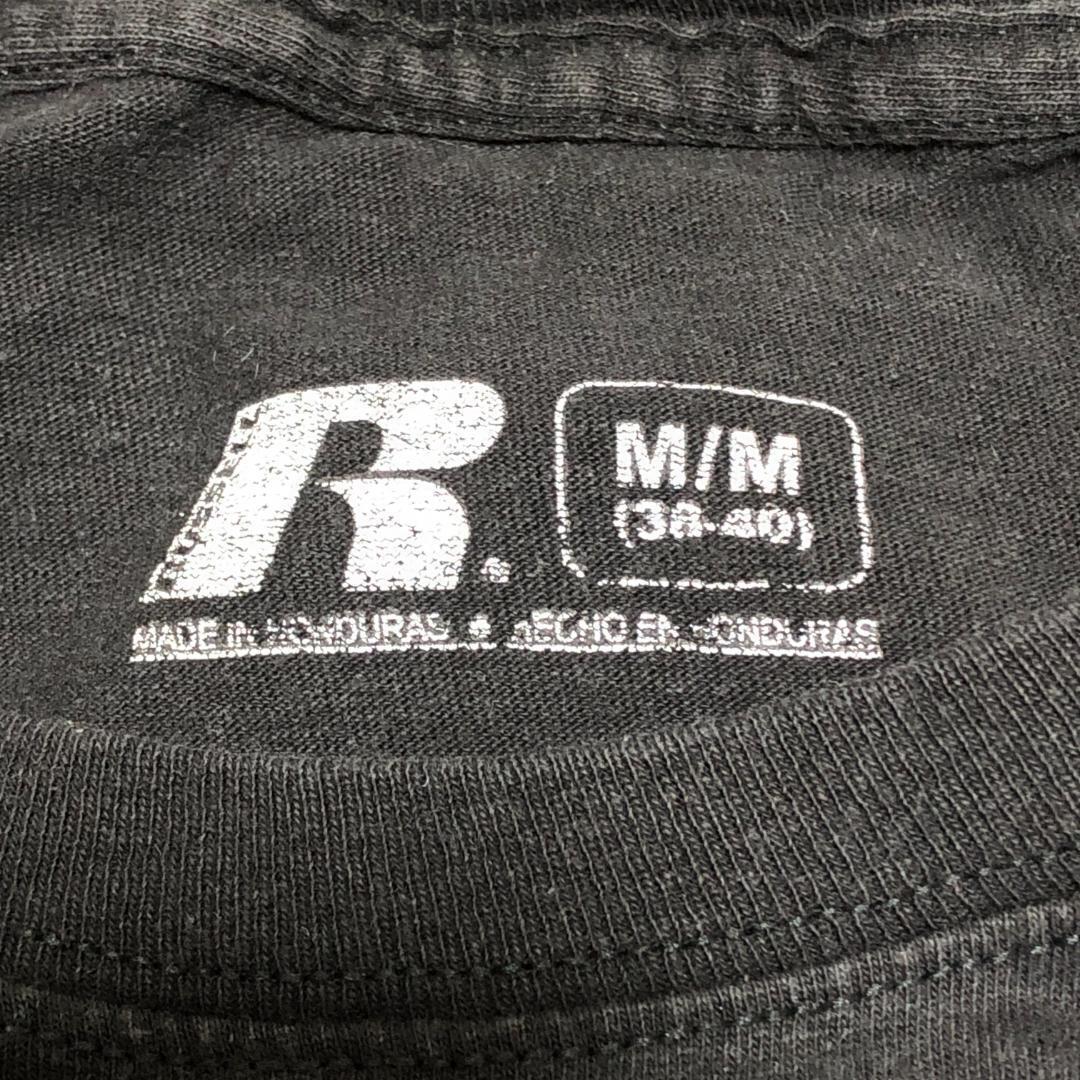 R®
M/M
(38-40)
MADE IN HONDURAS • HECHO EN HONDURAS